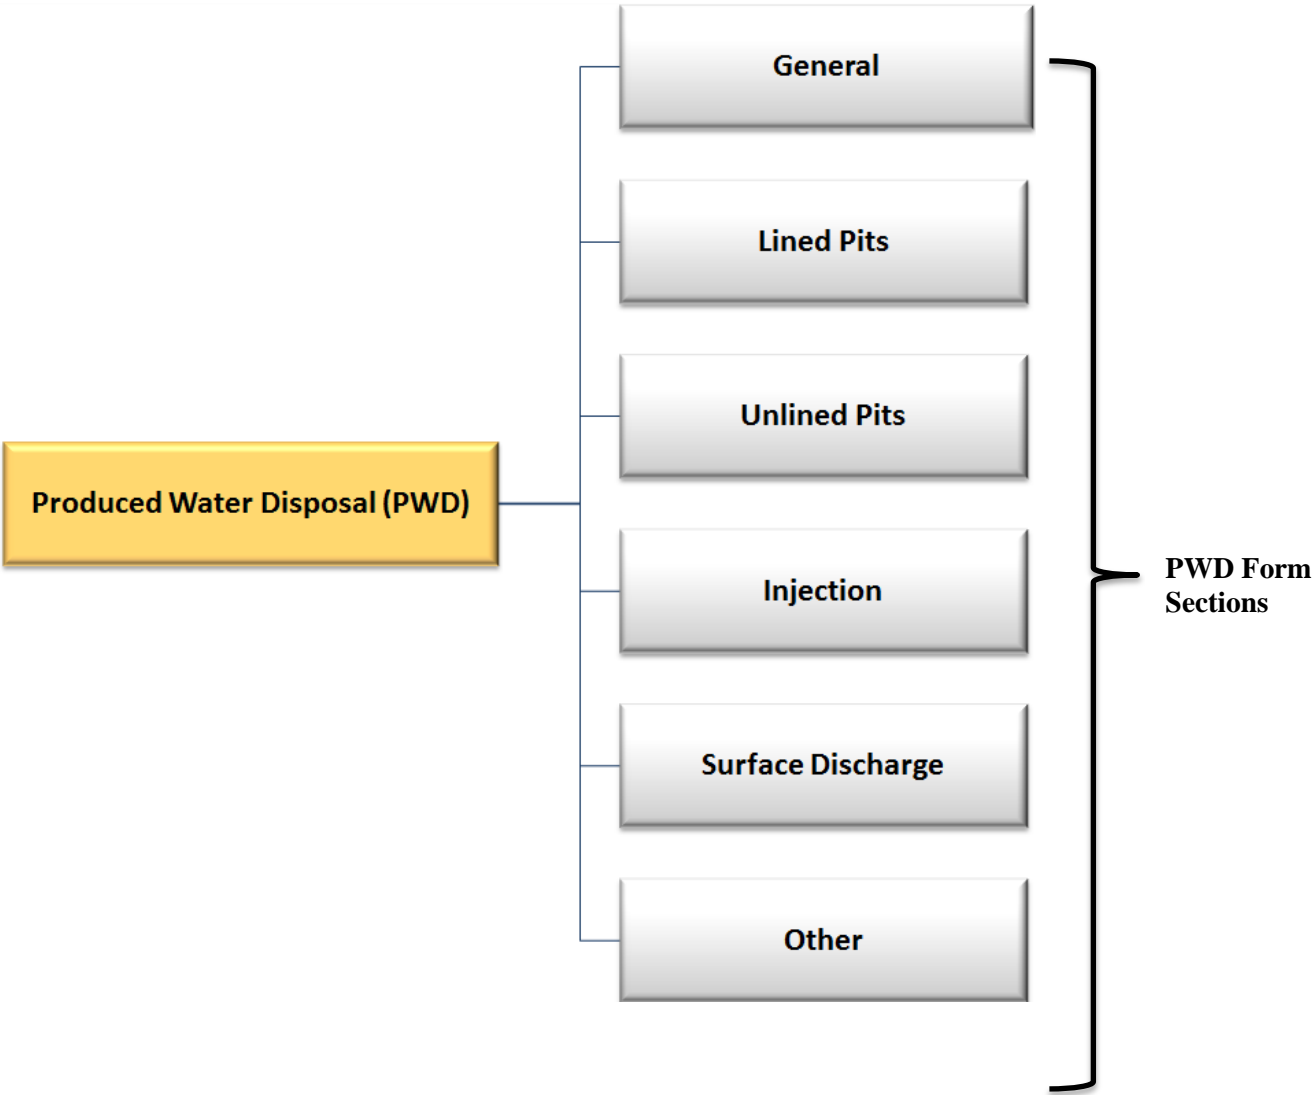 General
Lined Pits
Unlined Pits
Produced Water Disposal (PWD)
Injection
PWD Form
Sections
Surface Discharge
Other